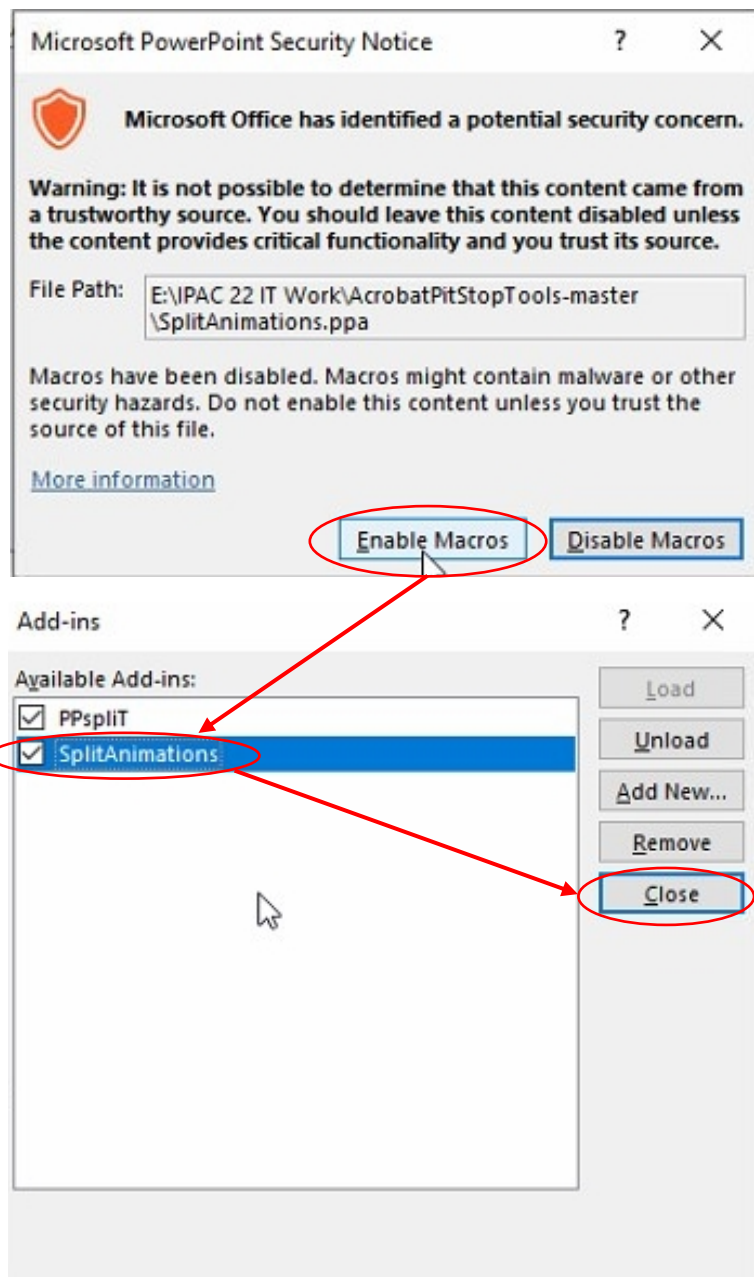 Microsoft PowerPoint Security Notice ? ×
Microsoft Office has identified a potential security concern.
Warning: It is not possible to determine that this content came from
a trustworthy source. You should leave this content disabled unless
the content provides critical functionality and you trust its source.
File Path: E:\IPAC 22 IT Work\AcrobatPitStopTools-master
\SplitAnimations.ppa
Macros have been disabled. Macros might contain malware or other
security hazards. Do not enable this content unless you trust the
source of this file.
More information
Enable Macros Disable Macros
Add-ins ? ×
Available Add-ins:
Load
PPspliT
Unload
SplitAnimations
Add New...
Remove
Close